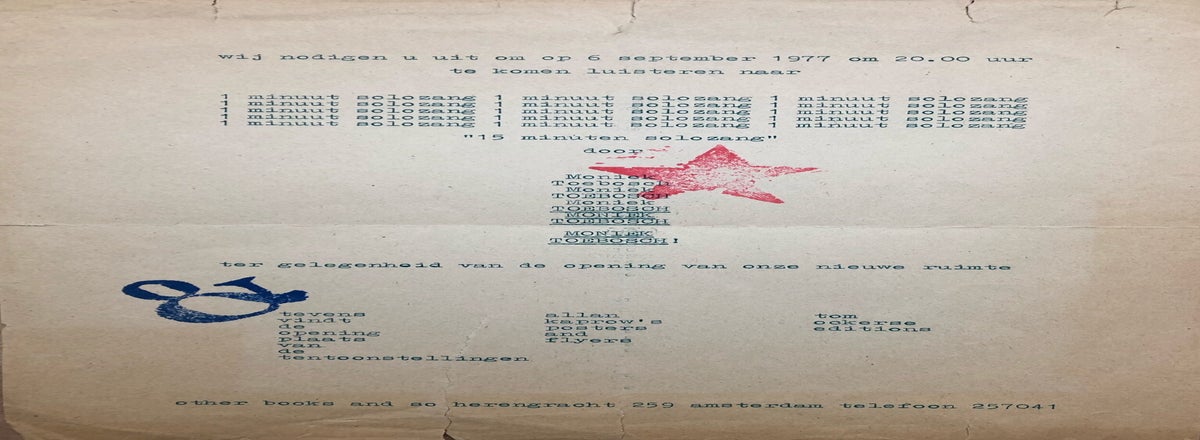 wij nodigen u uit om op 6 september 1977 om 20.00 uur
te komen luisteren naar
1 minuut solozang 1 minuut solozang 1 minuut solozang
1 minuut solozang 1 minuut solozang 1 minuut solozang
1 minuut solozang 1 minuut solozang 1 minuut solozang
1 minuut solozang 1 minuut solozang 1 minuut solozang
1 minuut solozang 1 minuut solozang 1 minuut solozang
"15 minuten solozang"
door
Moniek
Toebosch
Moniek
TOEBOSCH
Moniek
TOEBOSCH
MONIEK
TOEBOSCH
MONIEK
TOEBOSCH!
ter gelegenheid van de opening van onze nieuwe ruimte
&
tevens
vindt
de
opening
plaats
van
de
tentoonstellingen
allan
kaprow's
posters
and
flyers
tom
ockerse
editions
other books and so herengracht 259 amsterdam telefoon 257041